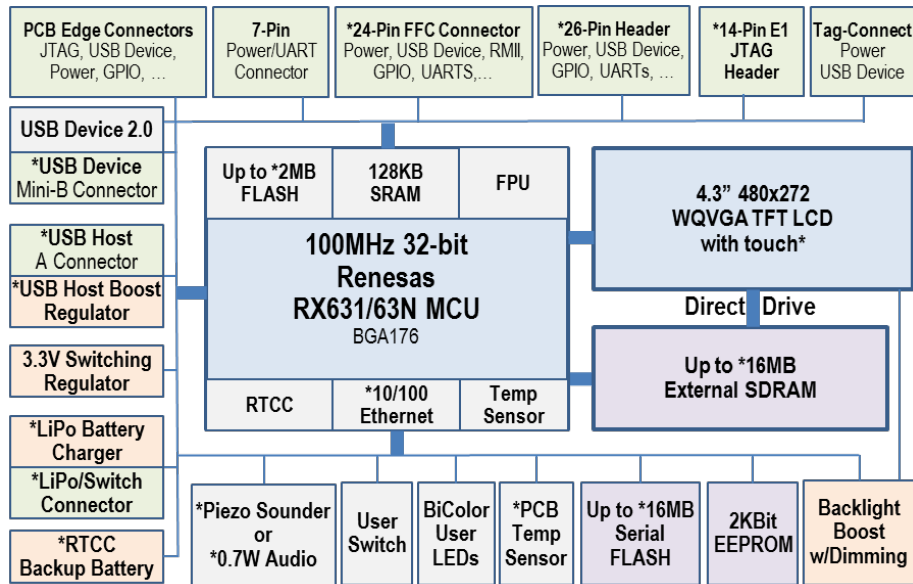 PCB Edge Connectors
JTAG, USB Device,
Power, GPIO, ...
7-Pin
Power/UART
Connector
*24-Pin FFC Connector
Power, USB Device, RMII,
GPIO, UARTS,...
*26-Pin Header
Power, USB Device,
GPIO, UARTs, ...
*14-Pin E1
JTAG
Header
Tag-Connect
Power
USB Device
USB Device 2.0
*USB Device
Mini-B Connector
*USB Host
A Connector
*USB Host Boost
Regulator
3.3V Switching
Regulator
*LiPo Battery
Charger
*LiPo/Switch
Connector
*RTCC
Backup Battery
Up to *2MB
FLASH
128KB
SRAM
FPU
100MHz 32-bit
Renesas
RX631/63N MCU
BGA176
RTCC
*10/100
Ethernet
Temp
Sensor
4.3” 480x272
WQVGA TFT LCD
with touch*
Direct Drive
Up to *16MB
External SDRAM
*Piezo Sounder
or
*0.7W Audio
User
Switch
BiColor
User
LEDs
*PCB
Temp
Sensor
Up to *16MB
Serial
FLASH
2KBit
EEPROM
Backlight
Boost
w/Dimming